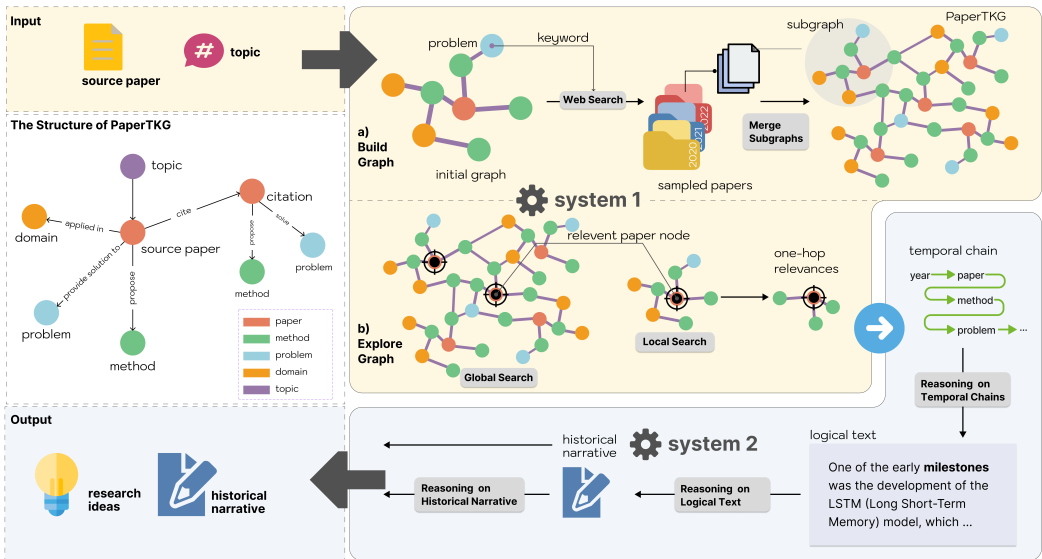 Input
source paper
#
topic
The Structure of PaperTKG
topic
cite
citation
applied in
domain
source paper
provide solution to
propose
propose
solve
problem
method
problem
method
paper
method
problem
domain
topic
problem
keyword
Web Search
a)
Build
Graph
initial graph
2022
2021
2020
sampled papers
Merge
Subgraphs
subgraph
PaperTKG
system 1
relevent paper node
one-hop
relevances
b)
Explore
Graph
Global Search
Local Search
temporal chain
year
paper
method
problem
...
Reasoning on
Temporal Chains
logical text
One of the early milestones
was the development of the
LSTM (Long Short-Term
Memory) model, which ...
system 2
historical
narrative
Reasoning on
Logical Text
Reasoning on
Historical Narrative
Output
research
ideas
historical
narrative